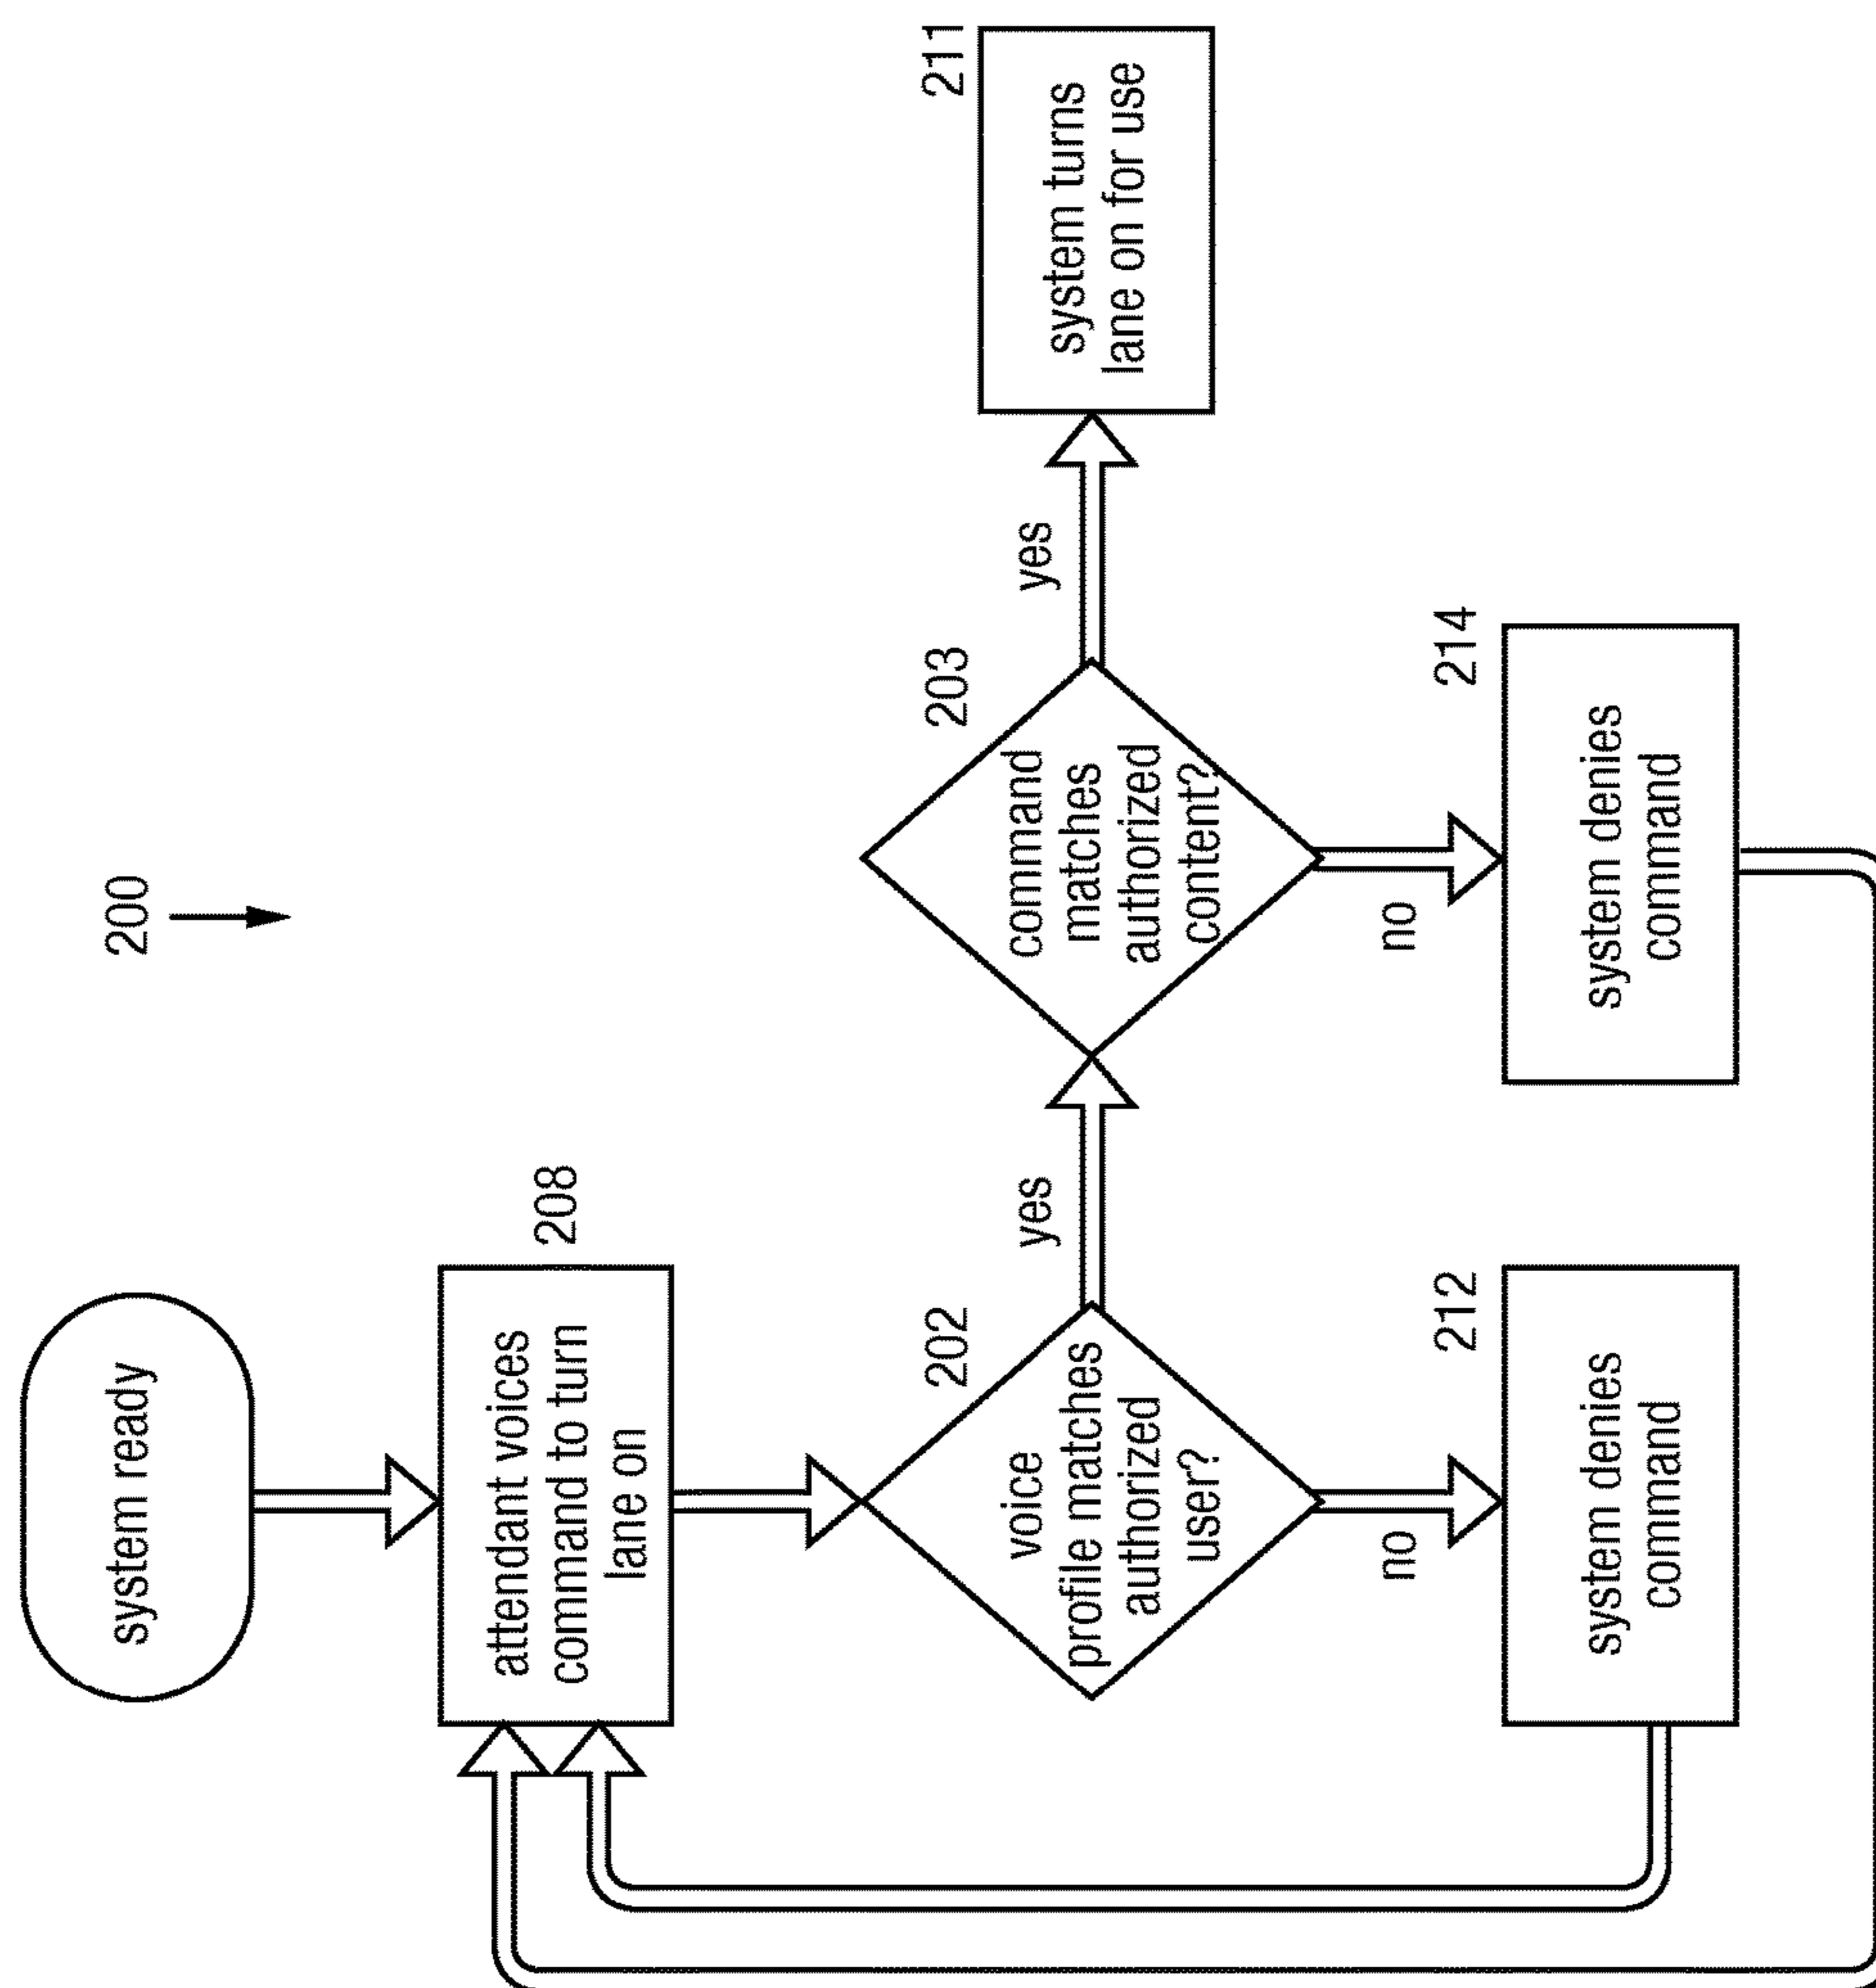 200
system ready
attendant voices
command to turn
lane on
208
voice
profile matches
authorized
user?
202
yes
no
command
matches
authorized
content?
203
yes
no
system turns
lane on for use
211
system denies
command
212
system denies
command
214